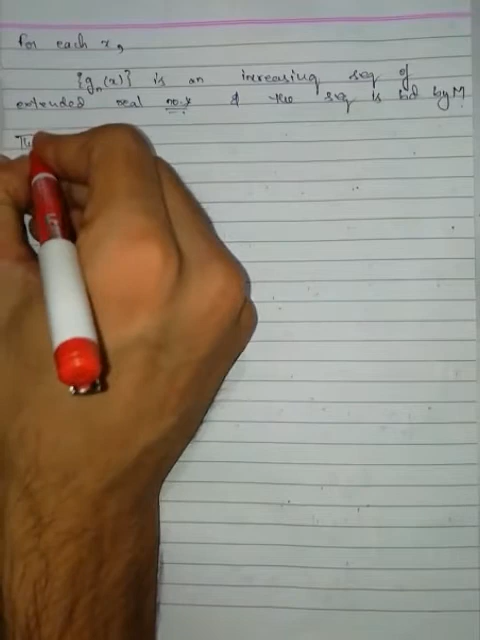 For each x,
{gₙ(x)} is an increasing seq of
extended real no.s & the seq is bd by M